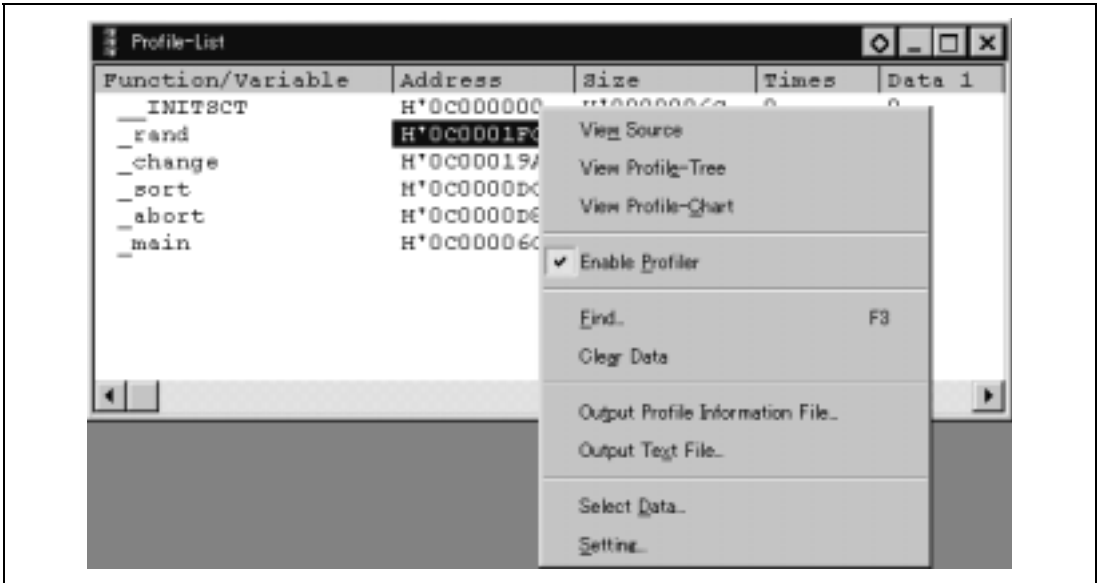 Profile-List
Function/Variable Address Size Times Data 1
__INITSCT H'0C000000 0 0
_rand
_change
_sort
_abort
_main
View Source
View Profile-Tree
View Profile-Chart
Enable Profiler
Find... F3
Clear Data
Output Profile Information File...
Output Text File...
Select Data...
Setting...